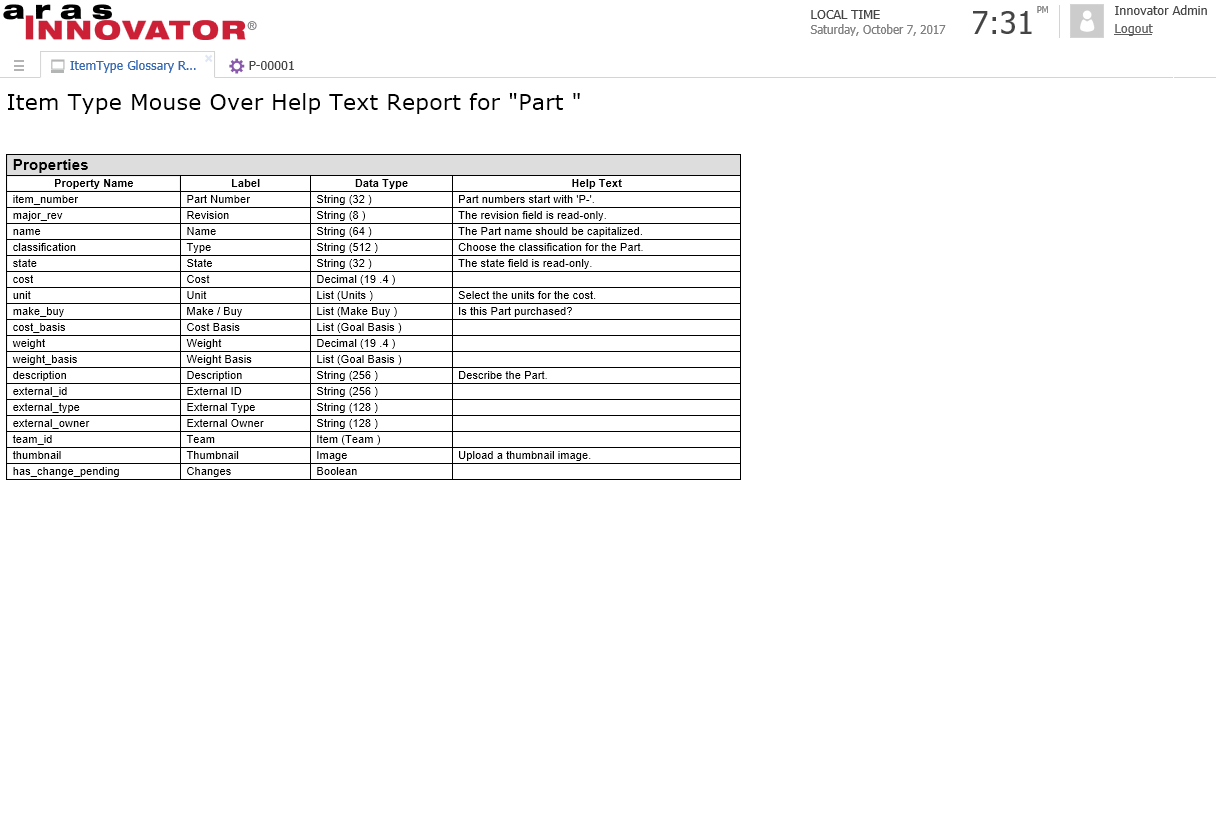 aras
INNOVATOR®
LOCAL TIME
Saturday, October 7, 2017
7:31 PM
Innovator Admin
Logout
ItemType Glossary R...
P-00001
Item Type Mouse Over Help Text Report for "Part "
Properties
Property Name Label Data Type Help Text
item_number Part Number String (32 ) Part numbers start with 'P-'.
major_rev Revision String (8 ) The revision field is read-only.
name Name String (64 ) The Part name should be capitalized.
classification Type String (512 ) Choose the classification for the Part.
state State String (32 ) The state field is read-only.
cost Cost Decimal (19 .4 )
unit Unit List (Units ) Select the units for the cost.
make_buy Make / Buy List (Make Buy ) Is this Part purchased?
cost_basis Cost Basis List (Goal Basis )
weight Weight Decimal (19 .4 )
weight_basis Weight Basis List (Goal Basis )
description Description String (256 ) Describe the Part.
external_id External ID String (256 )
external_type External Type String (128 )
external_owner External Owner String (128 )
team_id Team Item (Team )
thumbnail Thumbnail Image Upload a thumbnail image.
has_change_pending Changes Boolean